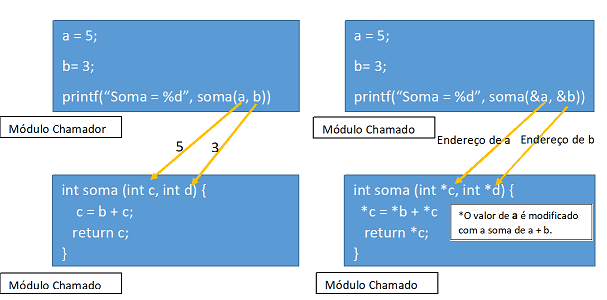 a = 5;
b= 3;
printf(“Soma = %d”, soma(a, b))
Módulo Chamador
5
3
int soma (int c, int d) {
c = b + c;
return c;
}
Módulo Chamado
a = 5;
b= 3;
printf(“Soma = %d”, soma(&a, &b))
Módulo Chamado
Endereço de a
Endereço de b
int soma (int *c, int *d) {
*c = *b + *c
return *c;
}
*O valor de a é modificado
com a soma de a + b.
Módulo Chamado